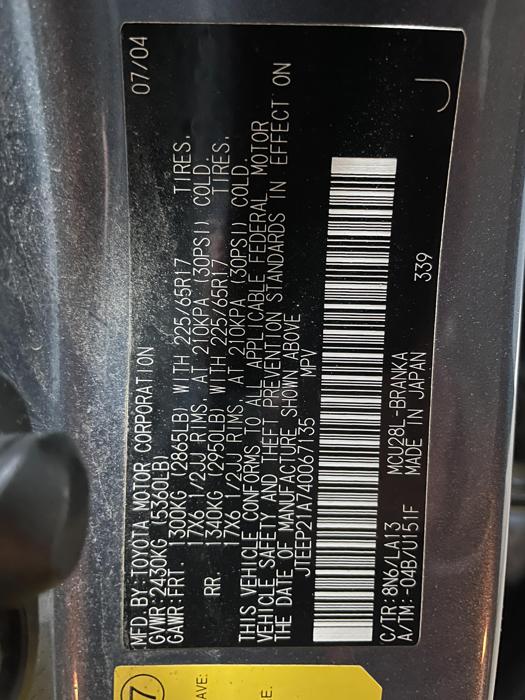 MFD.BY:TOYOTA MOTOR CORPORATION 07/04
GVWR:2430KG (5360LB)
GAWR:FRT. 1300KG (2865LB) WITH 225/65R17 TIRES,
17X6 1/2JJ RIMS, AT 210KPA (30PSI) COLD.
RR. 1340KG (2950LB) WITH 225/65R17 TIRES,
17X6 1/2JJ RIMS, AT 210KPA (30PSI) COLD.
THIS VEHICLE CONFORMS TO ALL APPLICABLE FEDERAL MOTOR
VEHICLE SAFETY AND THEFT PREVENTION STANDARDS IN EFFECT ON
THE DATE OF MANUFACTURE SHOWN ABOVE.
JTEEP21A740067135 MPV
C/TR:8N6/LA13 MCU28L-BRANKA 339
A/TM:-04B/U151F MADE IN JAPAN J
7
AVE:
E.